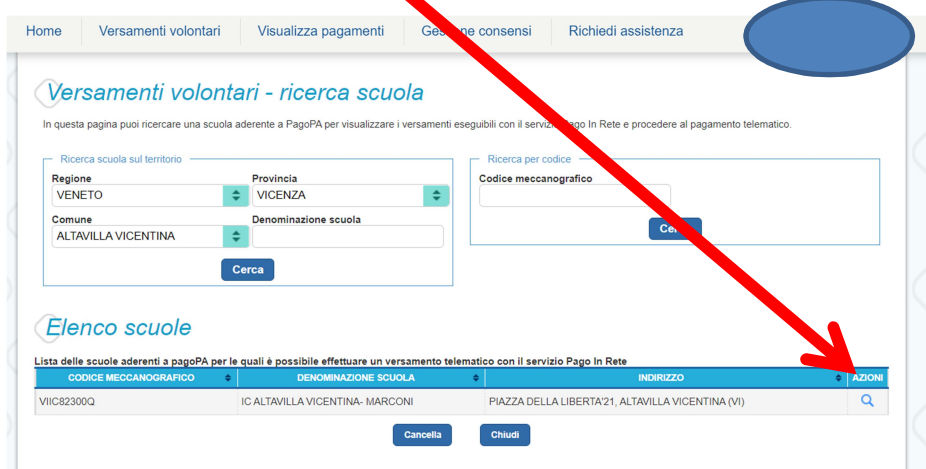 Home Versamenti volontari Visualizza pagamenti Gestione consensi Richiedi assistenza
Versamenti volontari - ricerca scuola
In questa pagina puoi ricercare una scuola aderente a PagoPA per visualizzare i versamenti eseguibili con il servizio Pago In Rete e procedere al pagamento telematico.
Ricerca scuola sul territorio
Regione Provincia
VENETO VICENZA
Comune Denominazione scuola
ALTAVILLA VICENTINA
Cerca
Ricerca per codice
Codice meccanografico
Cerca
Elenco scuole
Lista delle scuole aderenti a pagoPA per le quali è possibile effettuare un versamento telematico con il servizio Pago In Rete
CODICE MECCANOGRAFICO DENOMINAZIONE SCUOLA INDIRIZZO AZIONI
VIIC82300Q IC ALTAVILLA VICENTINA- MARCONI PIAZZA DELLA LIBERTA'21, ALTAVILLA VICENTINA (VI)
Cancella Chiudi